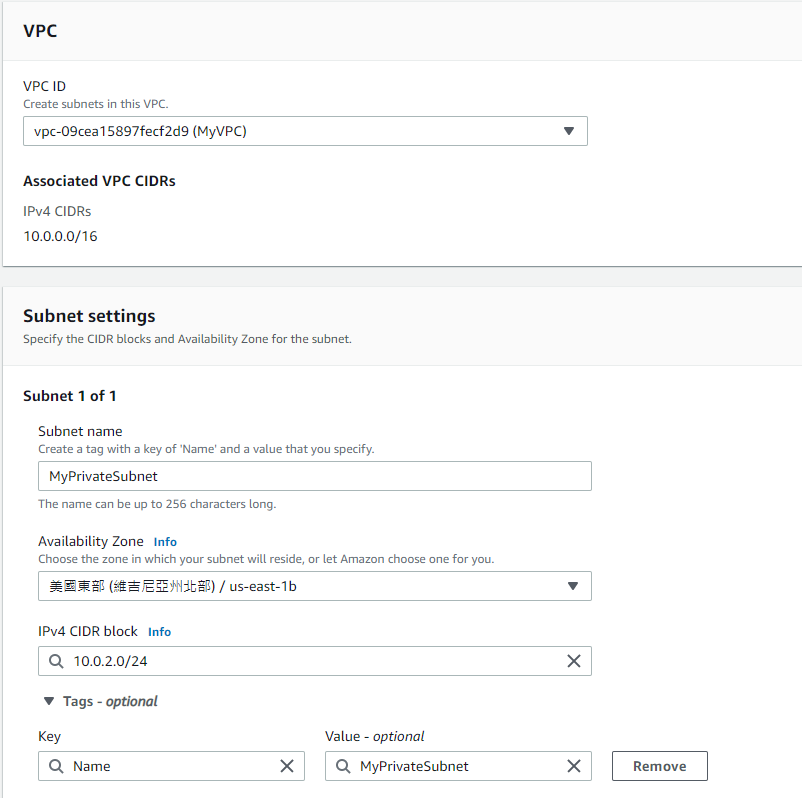 VPC
VPC ID
Create subnets in this VPC.
vpc-09cea15897fecf2d9 (MyVPC)
Associated VPC CIDRs
IPv4 CIDRs
10.0.0.0/16
Subnet settings
Specify the CIDR blocks and Availability Zone for the subnet.
Subnet 1 of 1
Subnet name
Create a tag with a key of 'Name' and a value that you specify.
MyPrivateSubnet
The name can be up to 256 characters long.
Availability Zone Info
Choose the zone in which your subnet will reside, or let Amazon choose one for you.
美國東部 (維吉尼亞州北部) / us-east-1b
IPv4 CIDR block Info
10.0.2.0/24
Tags - optional
Key Value - optional
Name MyPrivateSubnet Remove